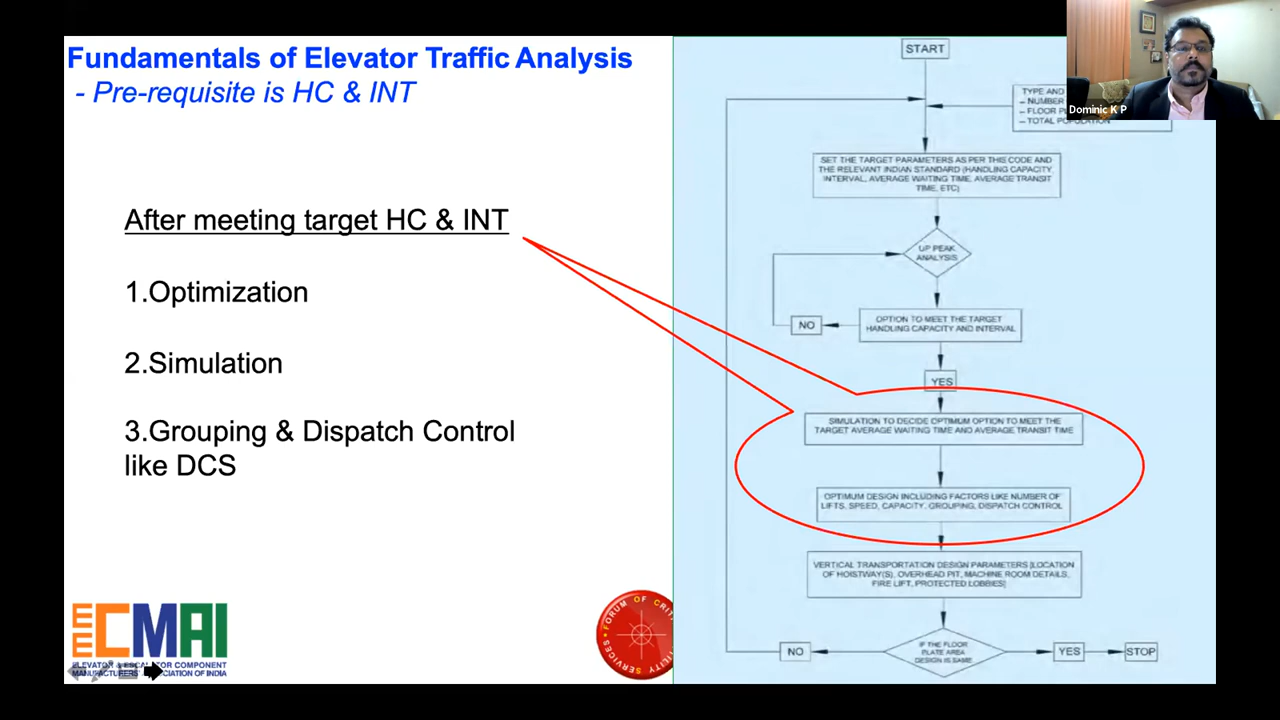 Fundamentals of Elevator Traffic Analysis
- Pre-requisite is HC & INT
After meeting target HC & INT
1.Optimization
2.Simulation
3.Grouping & Dispatch Control
like DCS
START
TYPE AND
– NUMBER
– FLOOR
– TOTAL POPULATION
SET THE TARGET PARAMETERS AS PER THIS CODE AND
THE RELEVANT INDIAN STANDARD (HANDLING CAPACITY,
INTERVAL, AVERAGE WAITING TIME, AVERAGE TRANSIT
TIME, ETC)
UP PEAK
ANALYSIS
OPTION TO MEET THE TARGET
HANDLING CAPACITY AND INTERVAL
NO
YES
SIMULATION TO DECIDE OPTIMUM OPTION TO MEET THE
TARGET AVERAGE WAITING TIME AND AVERAGE TRANSIT TIME
OPTIMUM DESIGN INCLUDING FACTORS LIKE NUMBER OF
LIFTS, SPEED, CAPACITY, GROUPING, DISPATCH CONTROL
VERTICAL TRANSPORTATION DESIGN PARAMETERS [LOCATION
OF HOISTWAY(S), OVERHEAD PIT, MACHINE ROOM DETAILS,
FIRE LIFT, PROTECTED LOBBIES]
IF THE FLOOR
PLATE AREA
DESIGN IS SAME
NO
YES
STOP
Dominic K P
EECMAI
ELEVATOR & ESCALATOR COMPONENT
MANUFACTURERS' ASSOCIATION OF INDIA
FORUM OF
SERVICES